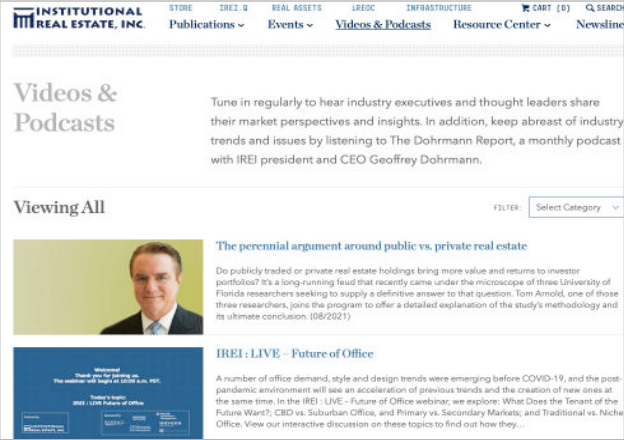 INSTITUTIONAL
REAL ESTATE, INC.
STORE IREI.Q REAL ASSETS iREOC INFRASTRUCTURE CART (0) SEARCH
Publications Events Videos & Podcasts Resource Center Newsline
Videos &
Podcasts
Tune in regularly to hear industry executives and thought leaders share
their market perspectives and insights. In addition, keep abreast of industry
trends and issues by listening to The Dohrmann Report, a monthly podcast
with IREI president and CEO Geoffrey Dohrmann.
Viewing All
FILTER: Select Category
The perennial argument around public vs. private real estate
Do publicly traded or private real estate holdings bring more value and returns to investor
portfolios? It's a long-running feud that recently came under the microscope of three University of
Florida researchers seeking to supply a definitive answer to that question. Tom Arnold, one of those
three researchers, joins the program to offer a detailed explanation of the study's methodology and
its ultimate conclusion. (08/2021)
IREI : LIVE – Future of Office
A number of office demand, style and design trends were emerging before COVID-19, and the post-
pandemic environment will see an acceleration of previous trends and the creation of new ones at
the same time. In the IREI : LIVE - Future of Office webinar, we explore: What Does the Tenant of the
Future Want?; CBD vs. Suburban Office, and Primary vs. Secondary Markets; and Traditional vs. Niche
Office. View our interactive discussion on these topics to find out how they...
Welcome!
Thank you for joining us.
The webinar will begin at 10:00 a.m. PDT.
Today's topic:
IREI : LIVE Future of Office